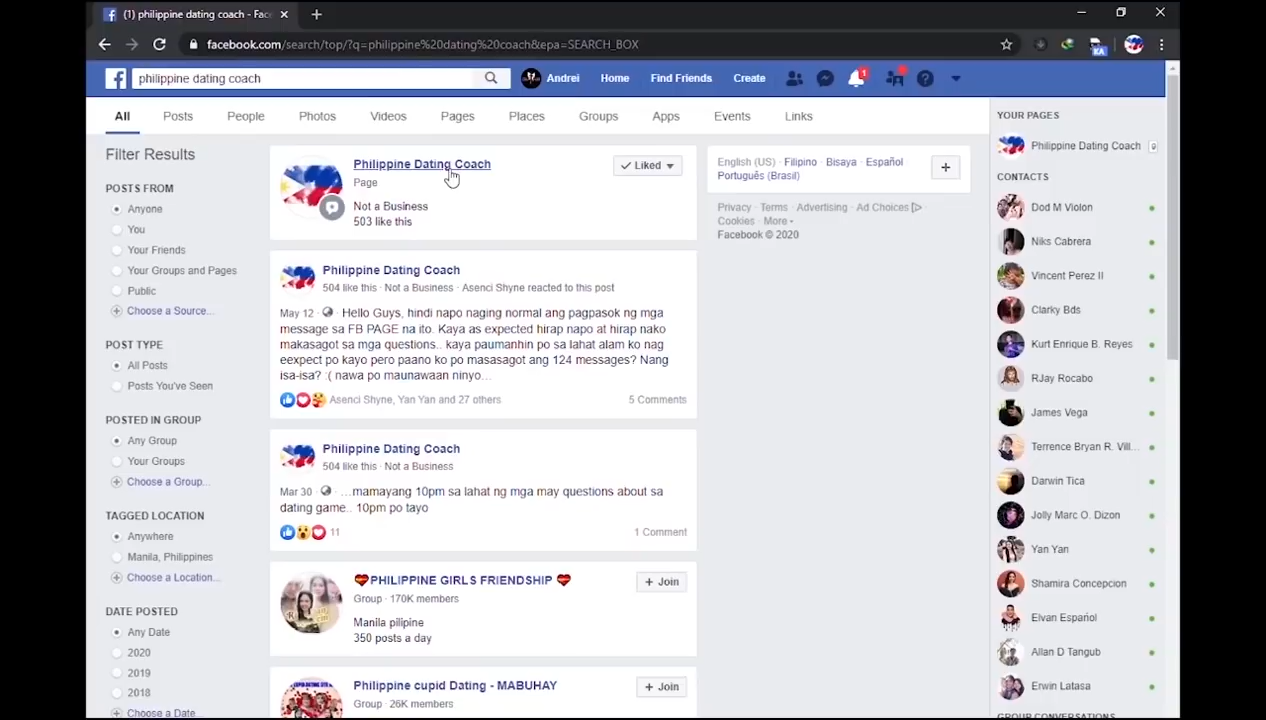 (1) philippine dating coach - Face
facebook.com/search/top/?q=philippine%20dating%20coach&epa=SEARCH_BOX
KA
philippine dating coach
Andrei
Home
Find Friends
Create
1
All
Posts
People
Photos
Videos
Pages
Places
Groups
Apps
Events
Links
Filter Results
POSTS FROM
Anyone
You
Your Friends
Your Groups and Pages
Public
Choose a Source...
POST TYPE
All Posts
Posts You've Seen
POSTED IN GROUP
Any Group
Your Groups
Choose a Group...
TAGGED LOCATION
Anywhere
Manila, Philippines
Choose a Location...
DATE POSTED
Any Date
2020
2019
2018
Choose a Date...
Philippine Dating Coach
Page
Not a Business
503 like this
Liked
Philippine Dating Coach
504 like this · Not a Business · Asenci Shyne reacted to this post
May 12 · Hello Guys, hindi napo naging normal ang pagpasok ng mga
message sa FB PAGE na ito. Kaya as expected hirap napo at hirap nako
makasagot sa mga questions.. kaya paumanhin po sa lahat alam ko nag
eexpect po kayo pero paano ko po masasagot ang 124 messages? Nang
isa-isa? :( nawa po maunawaan ninyo...
Asenci Shyne, Yan Yan and 27 others
5 Comments
Philippine Dating Coach
504 like this · Not a Business
Mar 30 · ...mamayang 10pm sa lahat ng mga may questions about sa
dating game.. 10pm po tayo
11
1 Comment
PHILIPPINE GIRLS FRIENDSHIP
Group · 170K members
Manila pilipine
350 posts a day
+ Join
Philippine cupid Dating - MABUHAY
Group · 26K members
+ Join
English (US) · Filipino · Bisaya · Español
Português (Brasil)
Privacy · Terms · Advertising · Ad Choices
Cookies · More
Facebook © 2020
YOUR PAGES
Philippine Dating Coach
CONTACTS
Dod M Violon
Niks Cabrera
Vincent Perez II
Clarky Bds
Kurt Enrique B. Reyes
RJay Rocabo
James Vega
Terrence Bryan R. Vill...
Darwin Tica
Jolly Marc O. Dizon
Yan Yan
Shamira Concepcion
Elvan Español
Allan D Tangub
Erwin Latasa
GROUP CONVERSATIONS